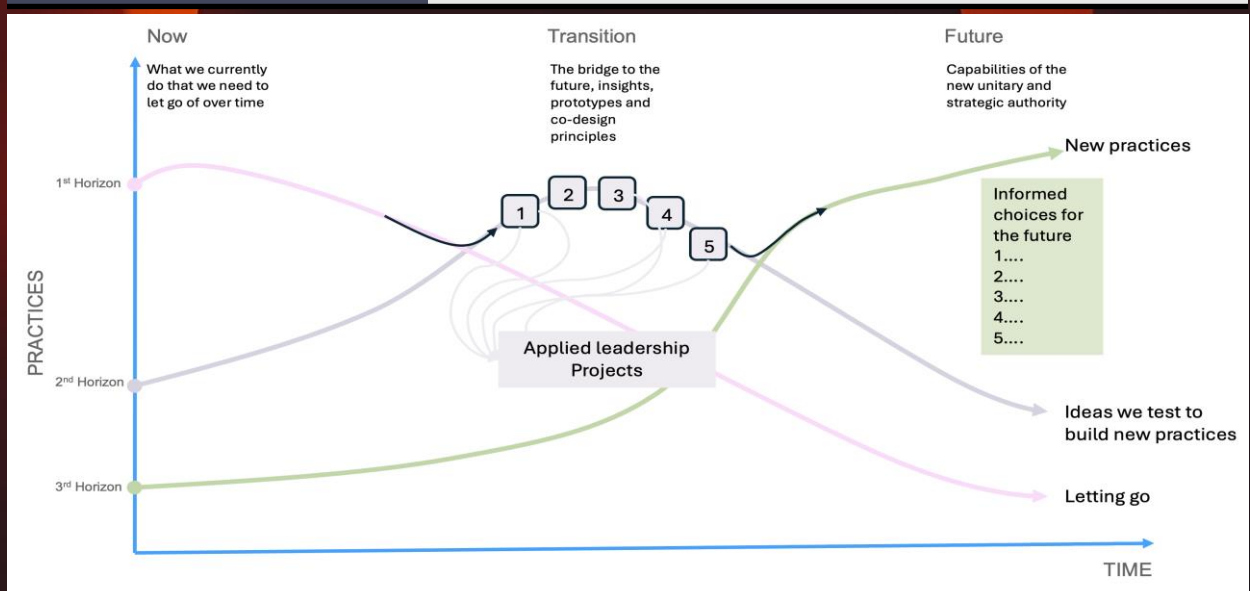 Now
What we currently
do that we need to
let go of over time
Transition
The bridge to the
future, insights,
prototypes and
co-design
principles
Future
Capabilities of the
new unitary and
strategic authority
PRACTICES
1st Horizon
2nd Horizon
3rd Horizon
1
2
3
4
5
Applied leadership
Projects
New practices
Informed
choices for
the future
1....
2....
3....
4....
5....
Ideas we test to
build new practices
Letting go
TIME